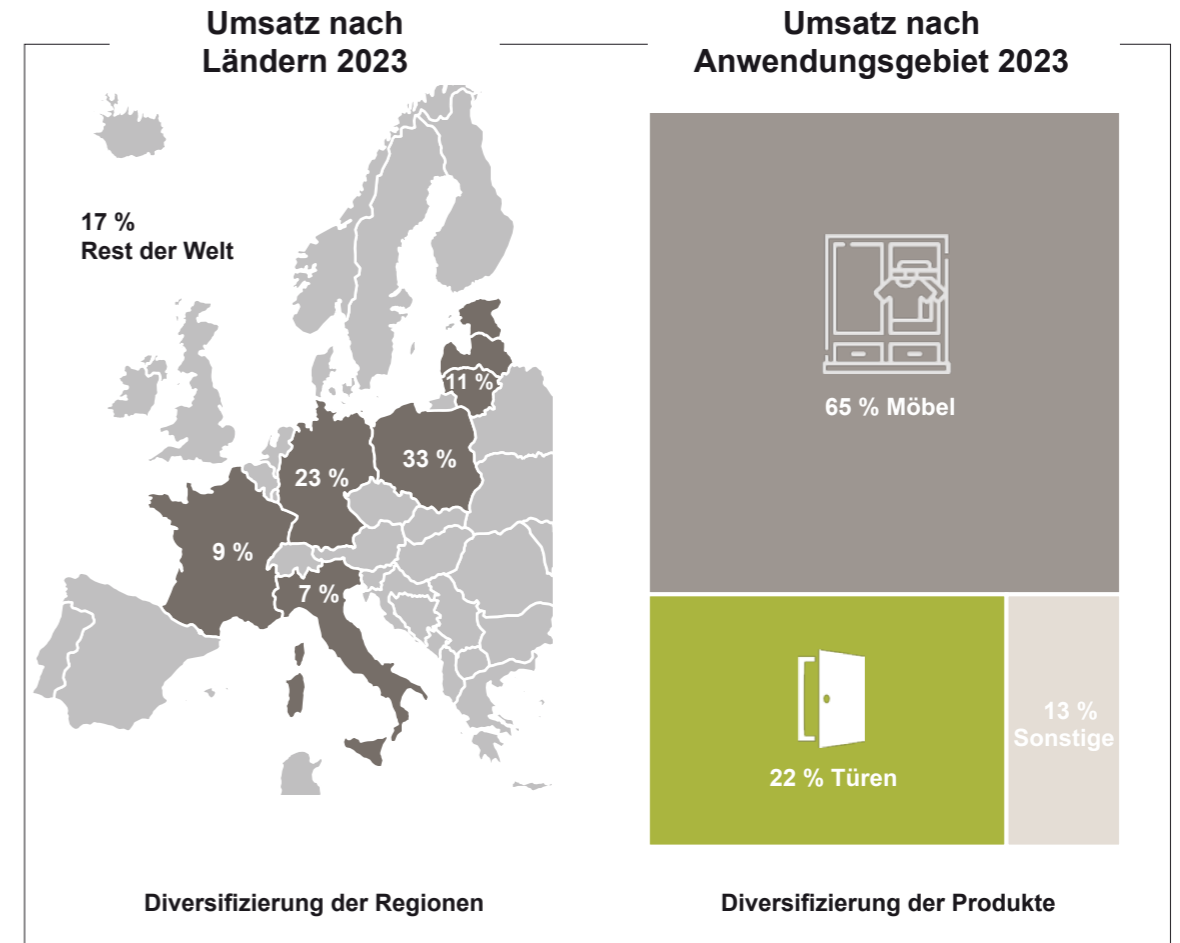 Umsatz nach
Ländern 2023
17 %
Rest der Welt
11 %
33 %
23 %
9 %
7 %
Diversifizierung der Regionen
Umsatz nach
Anwendungsgebiet 2023
65 % Möbel
22 % Türen
13 %
Sonstige
Diversifizierung der Produkte